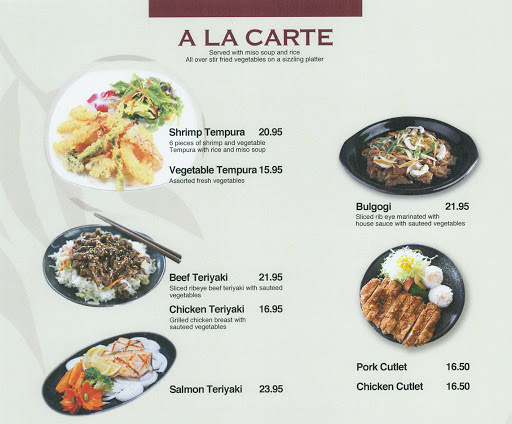 A LA CARTE
Served with miso soup and rice
All over stir fried vegetables on a sizzling platter
Shrimp Tempura 20.95
6 pieces of shrimp and vegetable
Tempura with rice and miso soup
Vegetable Tempura 15.95
Assorted fresh vegetables
Beef Teriyaki 21.95
Sliced ribeye beef teriyaki with sauteed
vegetables
Chicken Teriyaki 16.95
Grilled chicken breast with
sauteed vegetables
Salmon Teriyaki 23.95
Bulgogi 21.95
Sliced rib eye marinated with
house sauce with sauteed vegetables
Pork Cutlet 16.50
Chicken Cutlet 16.50